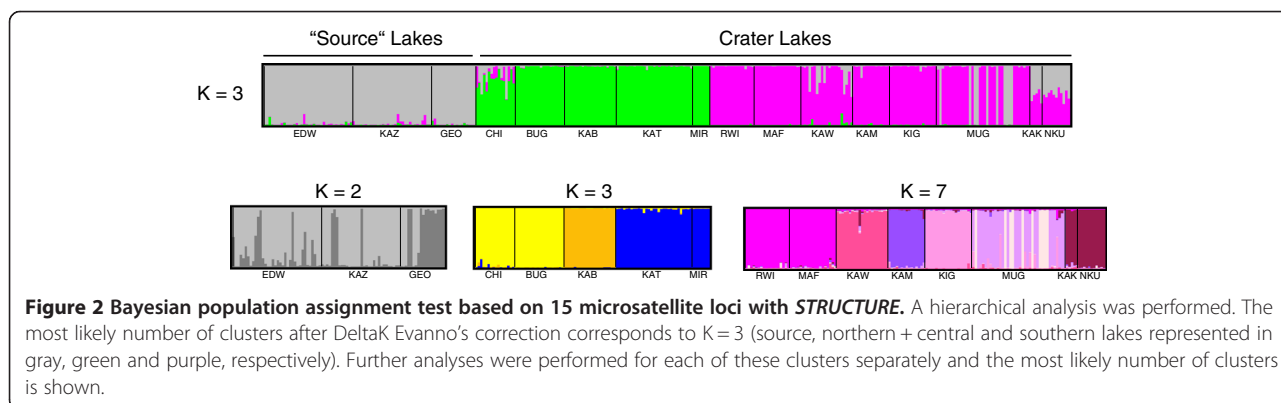 "Source" Lakes Crater Lakes
K = 3
EDW KAZ GEO CHI BUG KAB KAT MIR RWI MAF KAW KAM KIG MUG KAK NKU
K = 2 K = 3 K = 7
EDW KAZ GEO CHI BUG KAB KAT MIR RWI MAF KAW KAM KIG MUG KAK NKU
Figure 2 Bayesian population assignment test based on 15 microsatellite loci with STRUCTURE. A hierarchical analysis was performed. The
most likely number of clusters after DeltaK Evanno's correction corresponds to K = 3 (source, northern + central and southern lakes represented in
gray, green and purple, respectively). Further analyses were performed for each of these clusters separately and the most likely number of clusters
is shown.